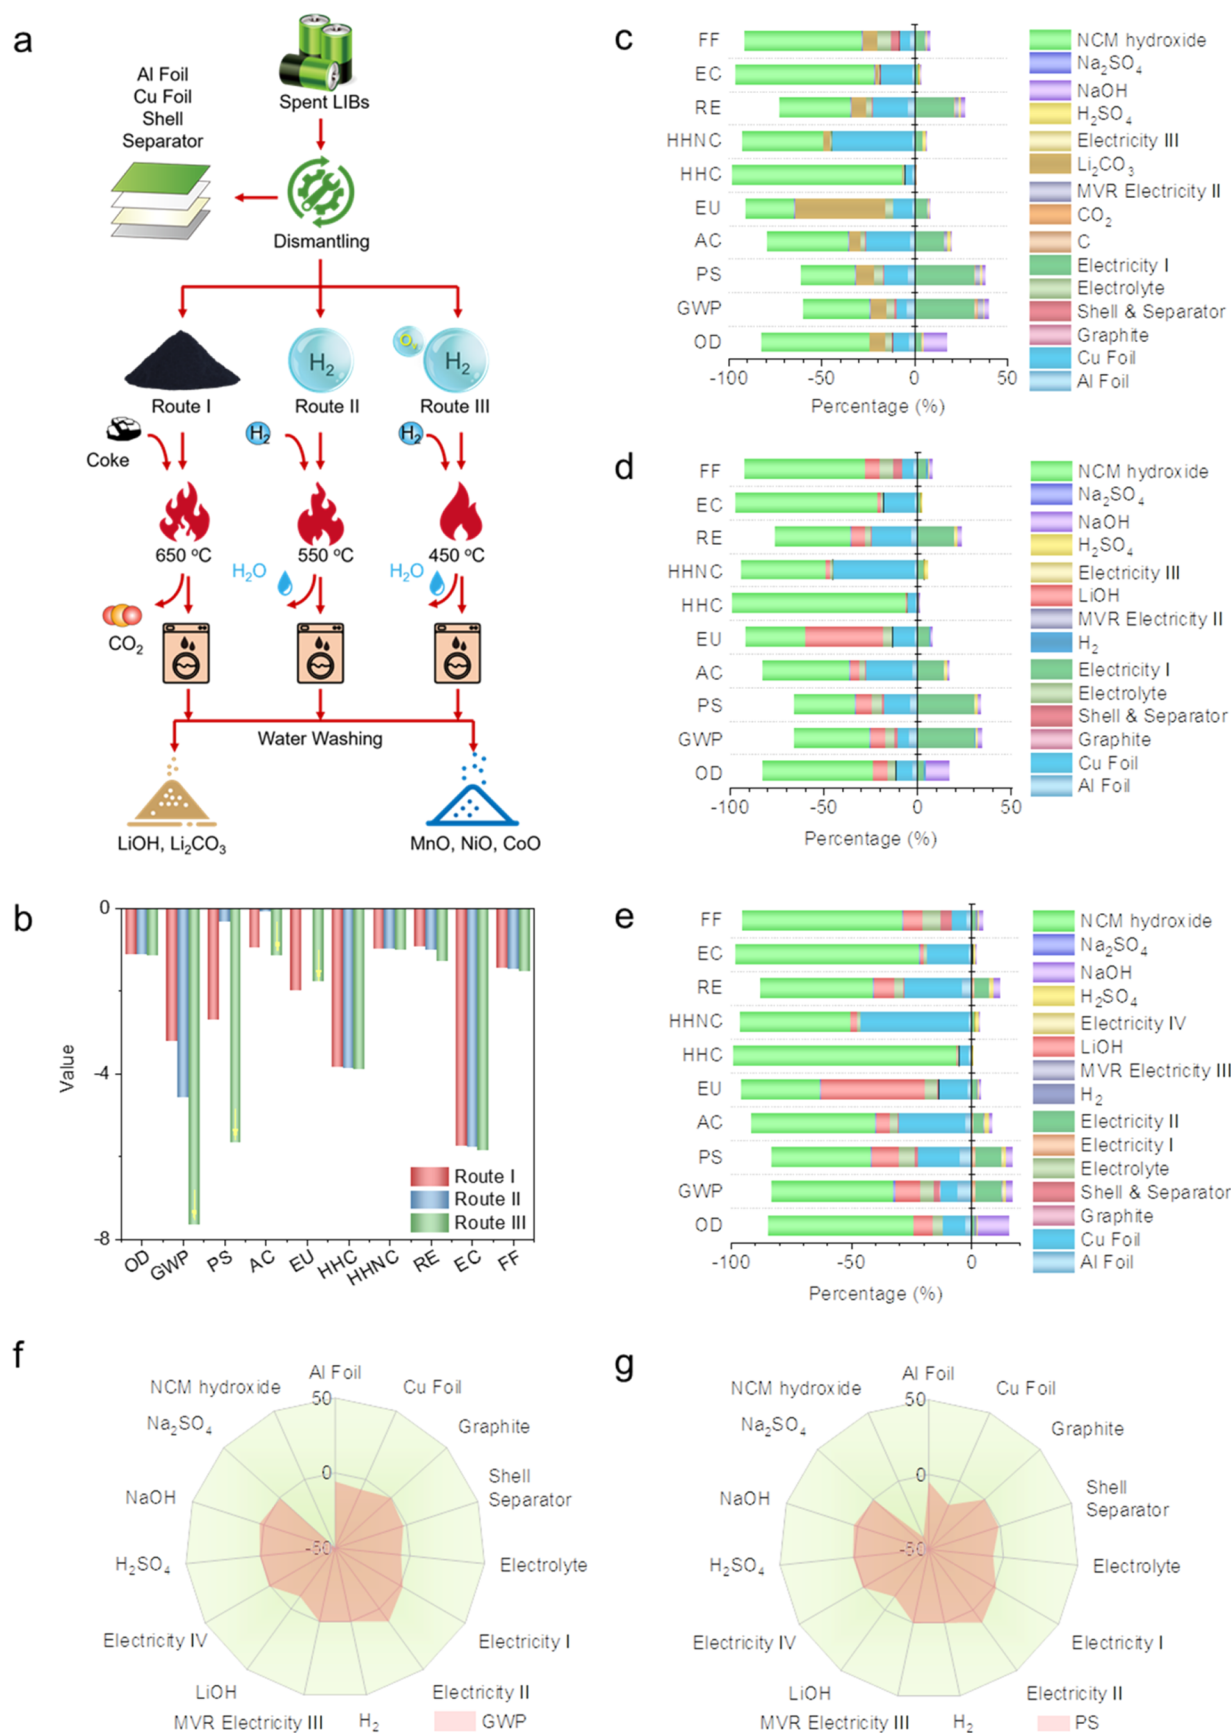 a
Al Foil
Cu Foil
Shell
Separator
Spent LIBs
Dismantling
H₂
O₃
H₂
Route I
Route II
Route III
Coke
H₂
H₂
650 ºC
550 ºC
450 ºC
H₂O
H₂O
CO₂
Water Washing
LiOH, Li₂CO₃
MnO, NiO, CoO
b
0
-4
-8
Value
Route I
Route II
Route III
OD
GWP
PS
AC
EU
HHC
HHNC
RE
EC
FF
c
FF
EC
RE
HHNC
HHC
EU
AC
PS
GWP
OD
-100
-50
0
50
Percentage (%)
NCM hydroxide
Na₂SO₄
NaOH
H₂SO₄
Electricity III
Li₂CO₃
MVR Electricity II
CO₂
C
Electricity I
Electrolyte
Shell & Separator
Graphite
Cu Foil
Al Foil
d
FF
EC
RE
HHNC
HHC
EU
AC
PS
GWP
OD
-100
-50
0
50
Percentage (%)
NCM hydroxide
Na₂SO₄
NaOH
H₂SO₄
Electricity III
LiOH
MVR Electricity II
H₂
Electricity I
Electrolyte
Shell & Separator
Graphite
Cu Foil
Al Foil
e
FF
EC
RE
HHNC
HHC
EU
AC
PS
GWP
OD
-100
-50
0
Percentage (%)
NCM hydroxide
Na₂SO₄
NaOH
H₂SO₄
Electricity IV
LiOH
MVR Electricity III
H₂
Electricity II
Electricity I
Electrolyte
Shell & Separator
Graphite
Cu Foil
Al Foil
f
Al Foil
Cu Foil
Graphite
Shell
Separator
Electrolyte
Electricity I
Electricity II
H₂
MVR Electricity III
LiOH
Electricity IV
H₂SO₄
NaOH
Na₂SO₄
NCM hydroxide
50
0
-50
GWP
g
Al Foil
Cu Foil
Graphite
Shell
Separator
Electrolyte
Electricity I
Electricity II
H₂
MVR Electricity III
LiOH
Electricity IV
H₂SO₄
NaOH
Na₂SO₄
NCM hydroxide
50
0
-50
PS